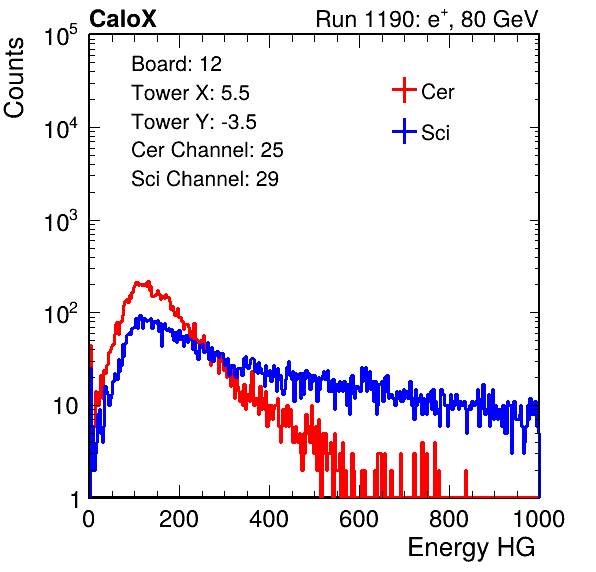 CaloX Run 1190: e⁺, 80 GeV
Counts
10⁵
10⁴
10³
10²
10
1
Board: 12
Tower X: 5.5
Tower Y: -3.5
Cer Channel: 25
Sci Channel: 29
Cer
Sci
0 200 400 600 800 1000
Energy HG